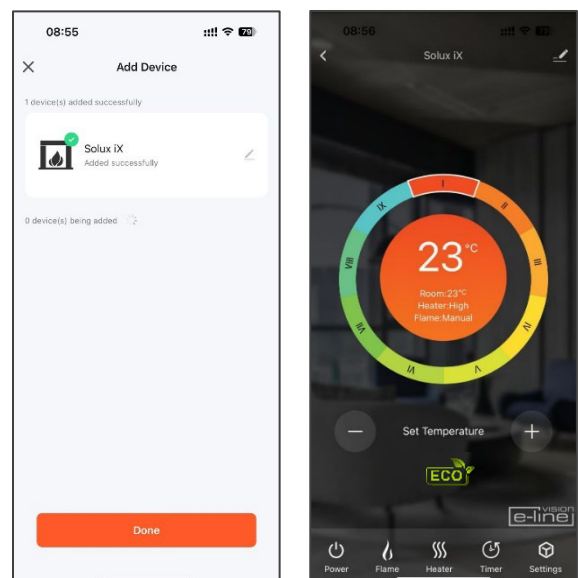 08:55
79
Add Device
1 device(s) added successfully
Solux iX
Added successfully
0 device(s) being added
Done
08:56
79
Solux iX
I
II
III
IV
V
VI
VII
VIII
IX
23°C
Room:23°C
Heater:High
Flame:Manual
Set Temperature
ECO
VISION
e-line
Power Flame Heater Timer Settings